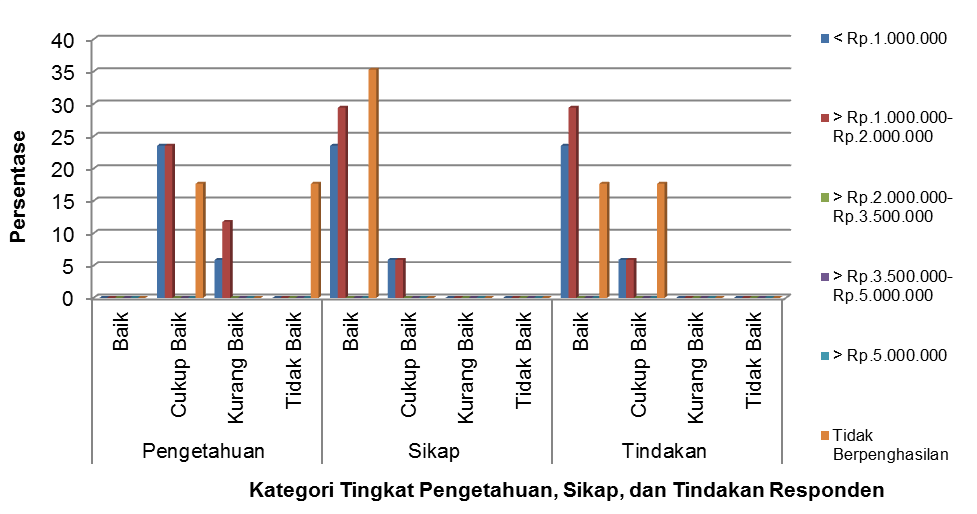 Persentase
40
35
30
25
20
15
10
5
0
Baik
Cukup Baik
Kurang Baik
Tidak Baik
Baik
Cukup Baik
Kurang Baik
Tidak Baik
Baik
Cukup Baik
Kurang Baik
Tidak Baik
Pengetahuan
Sikap
Tindakan
Kategori Tingkat Pengetahuan, Sikap, dan Tindakan Responden
< Rp.1.000.000
> Rp.1.000.000-
Rp.2.000.000
> Rp.2.000.000-
Rp.3.500.000
> Rp.3.500.000-
Rp.5.000.000
> Rp.5.000.000
Tidak
Berpenghasilan